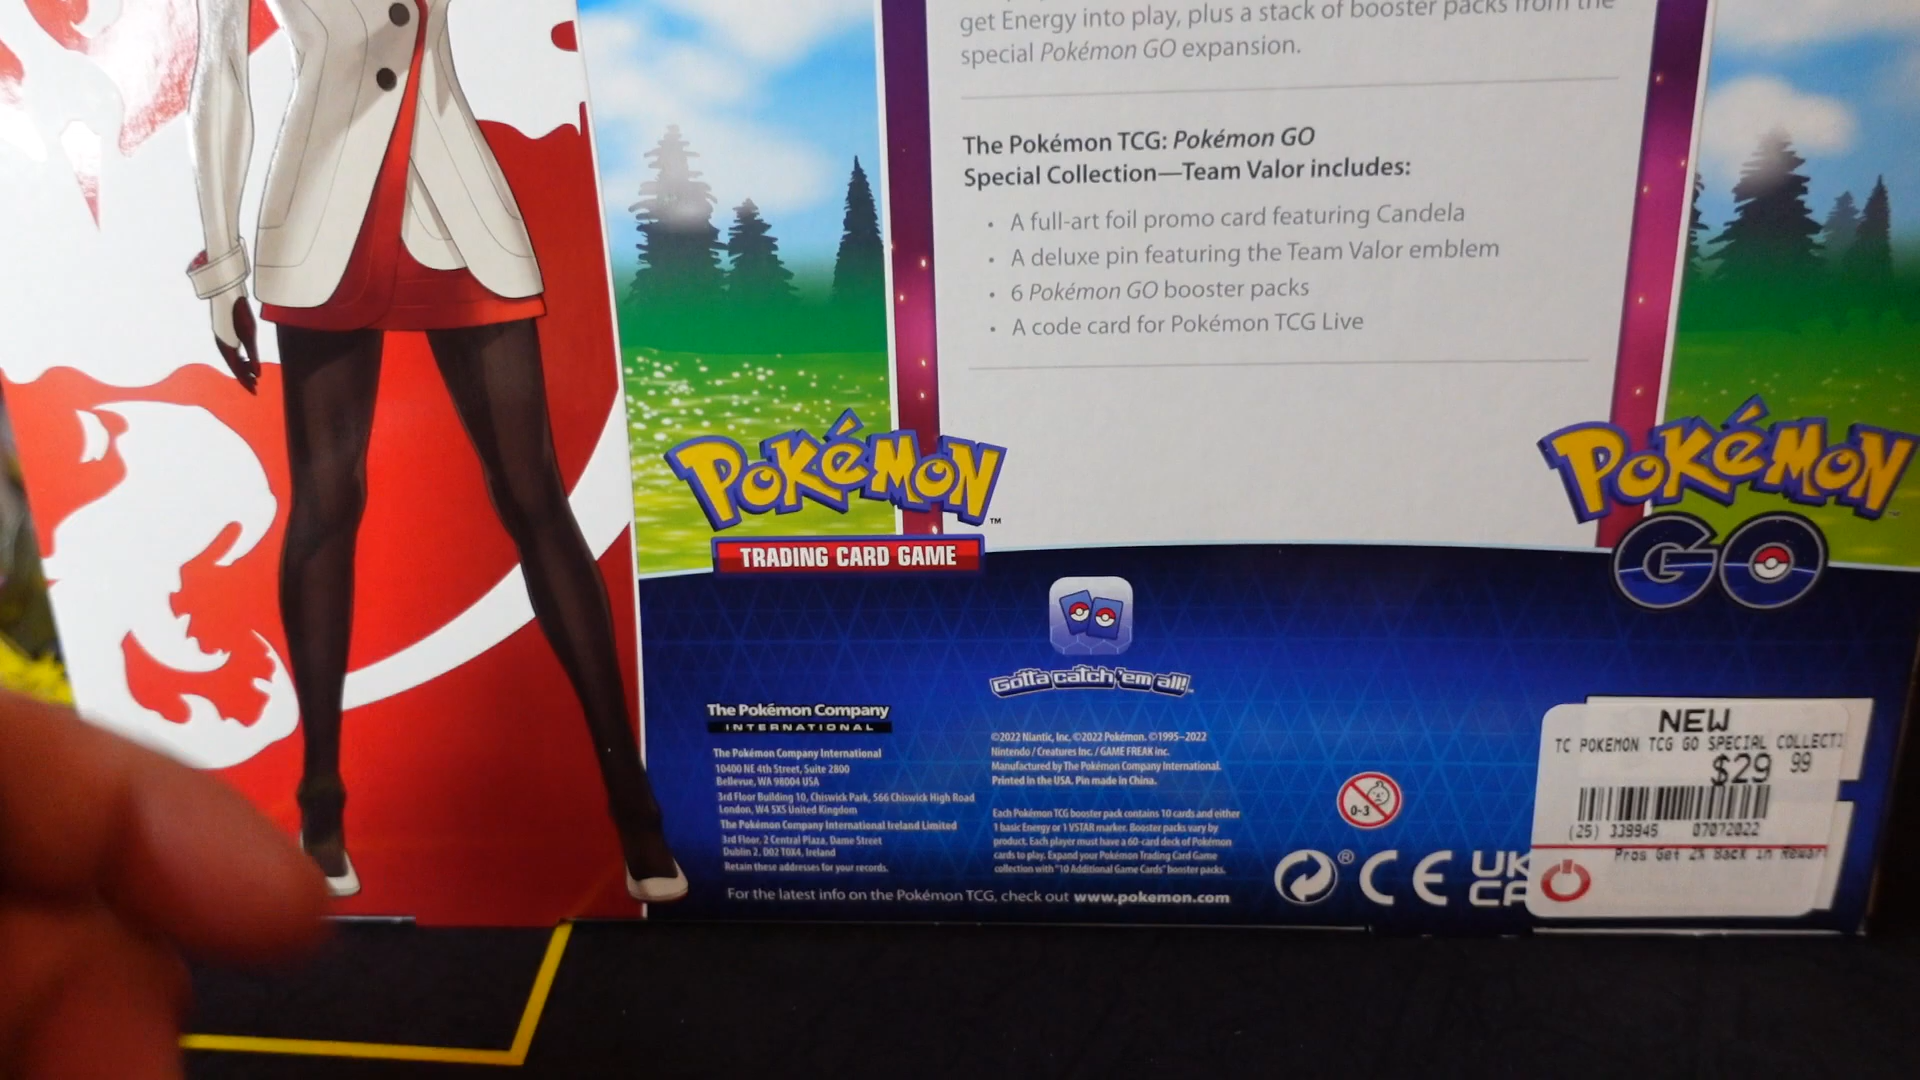 get Energy into play, plus a stack of booster packs from the
special Pokémon GO expansion.
The Pokémon TCG: Pokémon GO
Special Collection—Team Valor includes:
• A full-art foil promo card featuring Candela
• A deluxe pin featuring the Team Valor emblem
• 6 Pokémon GO booster packs
• A code card for Pokémon TCG Live
POKéMON™
TRADING CARD GAME
POKéMON™
GO
Gotta catch 'em all!™
The Pokémon Company
INTERNATIONAL
The Pokémon Company International
10400 NE 4th Street, Suite 2800
Bellevue, WA 98004 USA
3rd Floor Building 10, Chiswick Park, 566 Chiswick High Road
London, W4 5XS United Kingdom
The Pokémon Company International Ireland Limited
3rd Floor, 2 Central Plaza, Dame Street
Dublin 2, D02 T0X4, Ireland
Retain these addresses for your records.
©2022 Niantic, Inc. ©2022 Pokémon. ©1995–2022
Nintendo / Creatures Inc. / GAME FREAK inc.
Manufactured by The Pokémon Company International.
Printed in the USA. Pin made in China.
Each Pokémon TCG booster pack contains 10 cards and either
1 basic Energy or 1 VSTAR marker. Booster packs vary by
product. Each player must have a 60-card deck of Pokémon
cards to play. Expand your Pokémon Trading Card Game
collection with "10 Additional Game Cards" booster packs.
For the latest info on the Pokémon TCG, check out www.pokemon.com
0-3
®
CE
UK
CA
NEW
TC POKEMON TCG GO SPECIAL COLLECTI
$29 99
(25) 339945 07072022
Pros Get 2% Back in Rewar